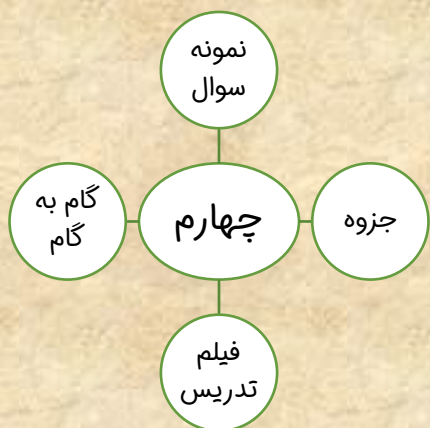 نمونه
سوال
جزوه
چهارم
گام به
گام
فیلم
تدریس